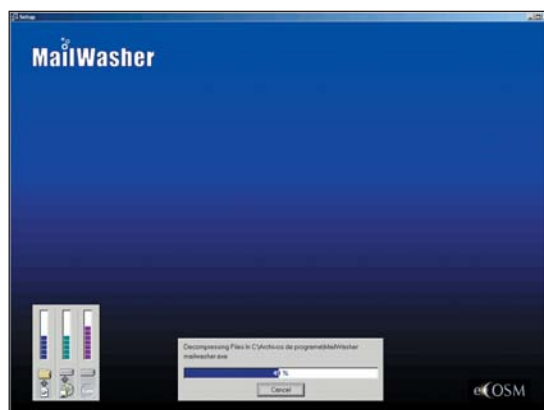 Setup
MailWasher
Decompressing Files In C:\Archivos de programa\MailWasher
mailwasher.exe
%
Cancel
eCOSM